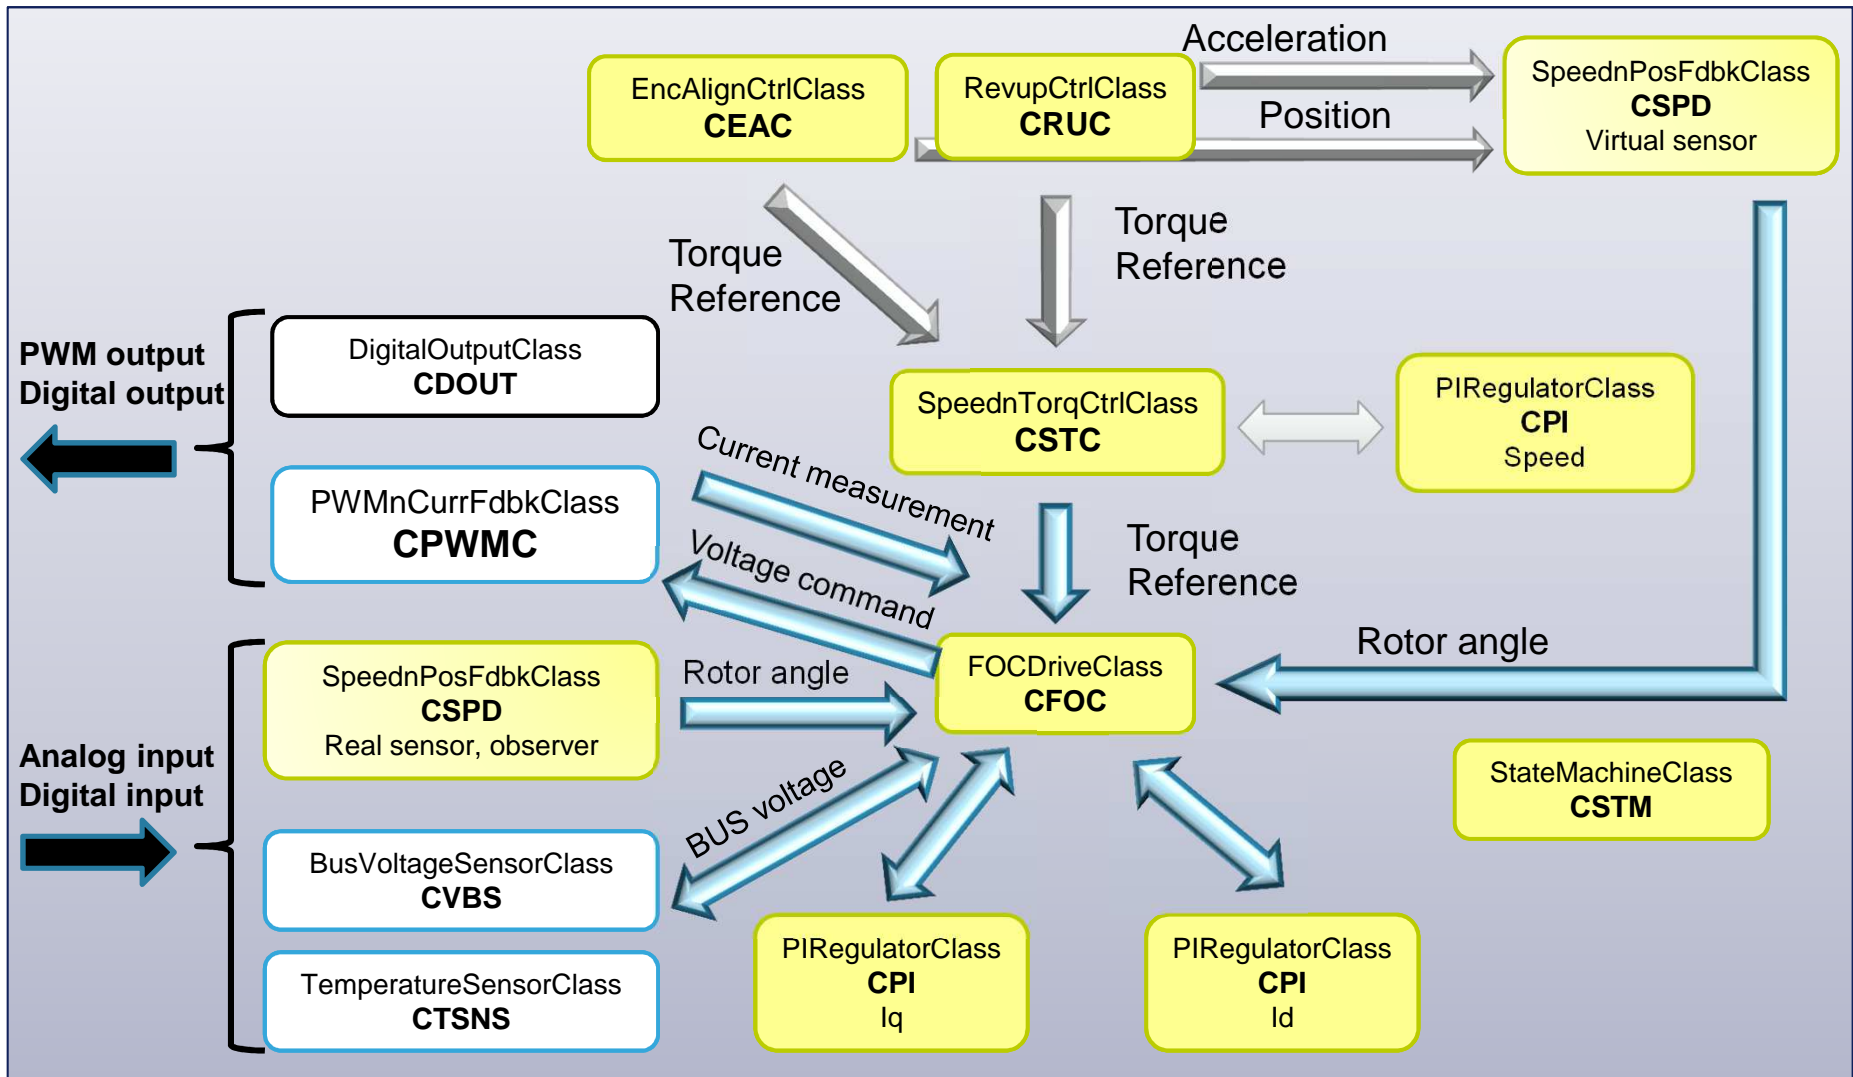 Acceleration
EncAlignCtrlClass
CEAC
RevupCtrlClass
CRUC
Position
SpeednPosFdbkClass
CSPD
Virtual sensor
Torque
Reference
Torque
Reference
PWM output
Digital output
DigitalOutputClass
CDOUT
SpeednTorqCtrlClass
CSTC
PIRegulatorClass
CPI
Speed
PWMnCurrFdbkClass
CPWMC
Current measurement
Voltage command
Torque
Reference
SpeednPosFdbkClass
CSPD
Real sensor, observer
Rotor angle
FOCDriveClass
CFOC
Rotor angle
Analog input
Digital input
BUS voltage
StateMachineClass
CSTM
BusVoltageSensorClass
CVBS
TemperatureSensorClass
CTSNS
PIRegulatorClass
CPI
Iq
PIRegulatorClass
CPI
Id